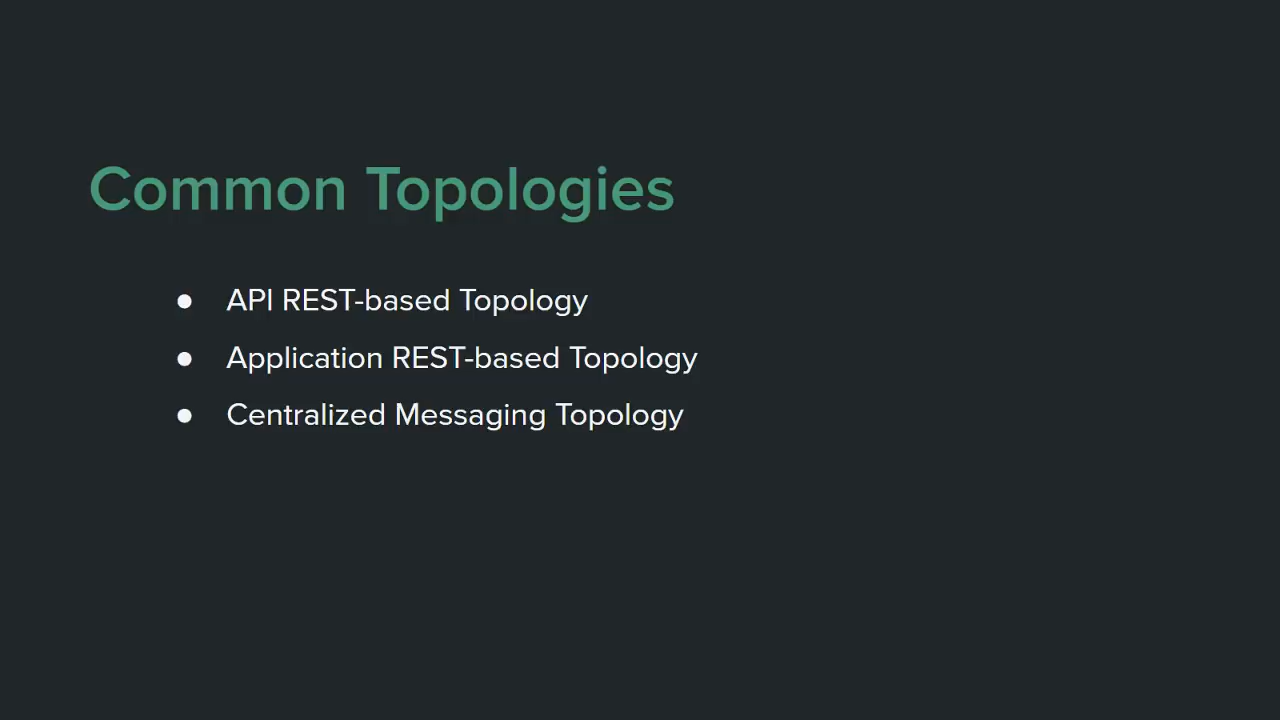 Common Topologies
● API REST-based Topology
● Application REST-based Topology
● Centralized Messaging Topology